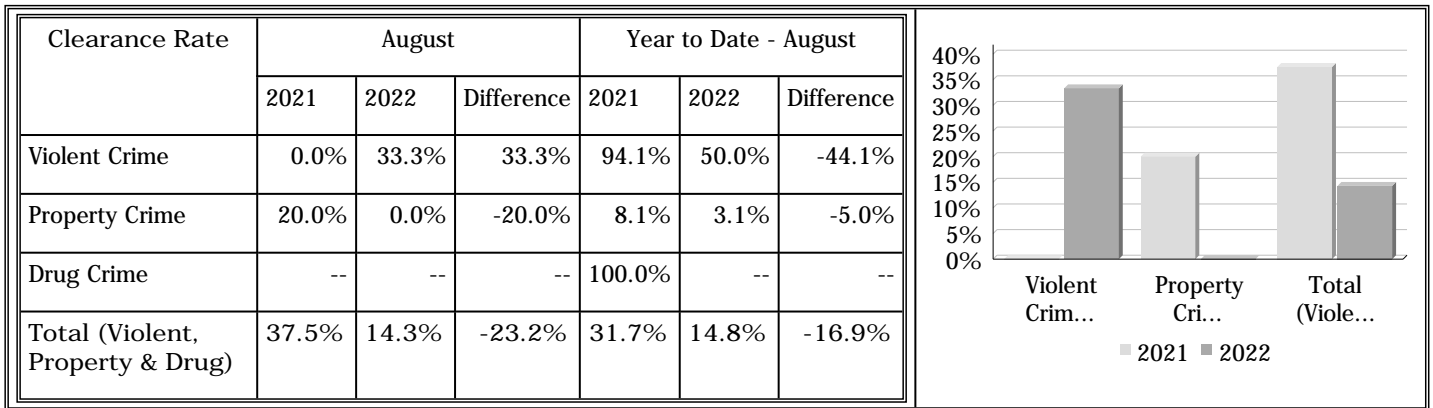 Clearance Rate August Year to Date - August
2021 2022 Difference 2021 2022 Difference
Violent Crime 0.0% 33.3% 33.3% 94.1% 50.0% -44.1%
Property Crime 20.0% 0.0% -20.0% 8.1% 3.1% -5.0%
Drug Crime -- -- -- 100.0% -- --
Total (Violent, 37.5% 14.3% -23.2% 31.7% 14.8% -16.9%
Property & Drug)
40%
35%
30%
25%
20%
15%
10%
5%
0%
Violent Property Total
Crim... Cri... (Viole...
2021 2022